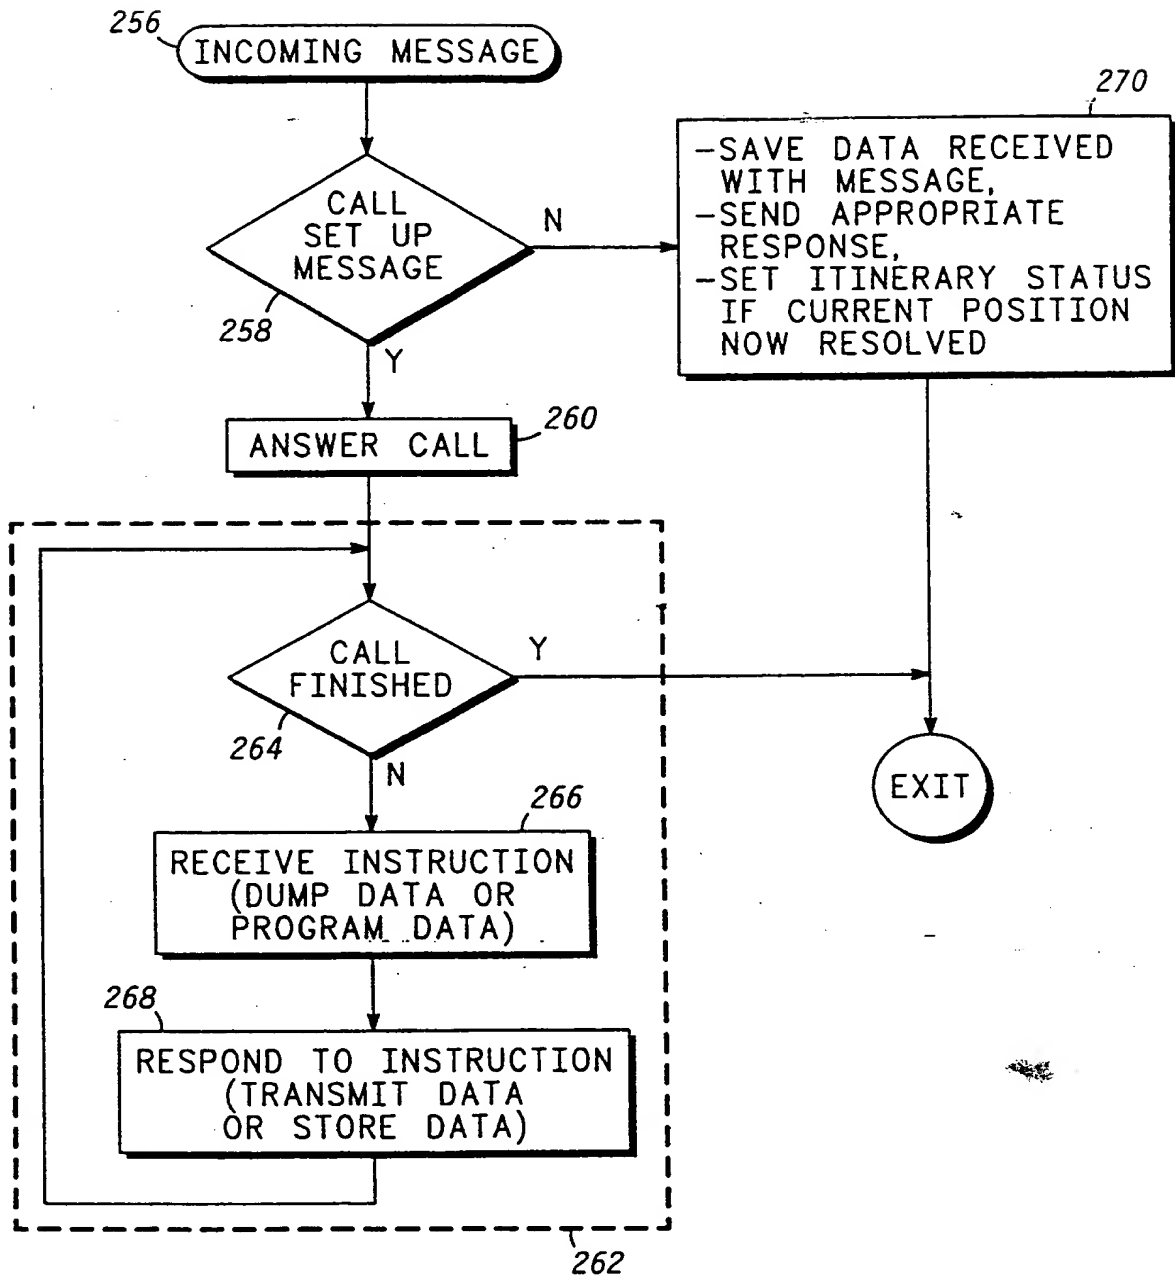 256
INCOMING MESSAGE
CALL
SET UP
MESSAGE
258
N
Y
270
-SAVE DATA RECEIVED
WITH MESSAGE,
-SEND APPROPRIATE
RESPONSE,
-SET ITINERARY STATUS
IF CURRENT POSITION
NOW RESOLVED
ANSWER CALL
260
CALL
FINISHED
264
Y
N
EXIT
266
RECEIVE INSTRUCTION
(DUMP DATA OR
PROGRAM DATA)
268
RESPOND TO INSTRUCTION
(TRANSMIT DATA
OR STORE DATA)
262